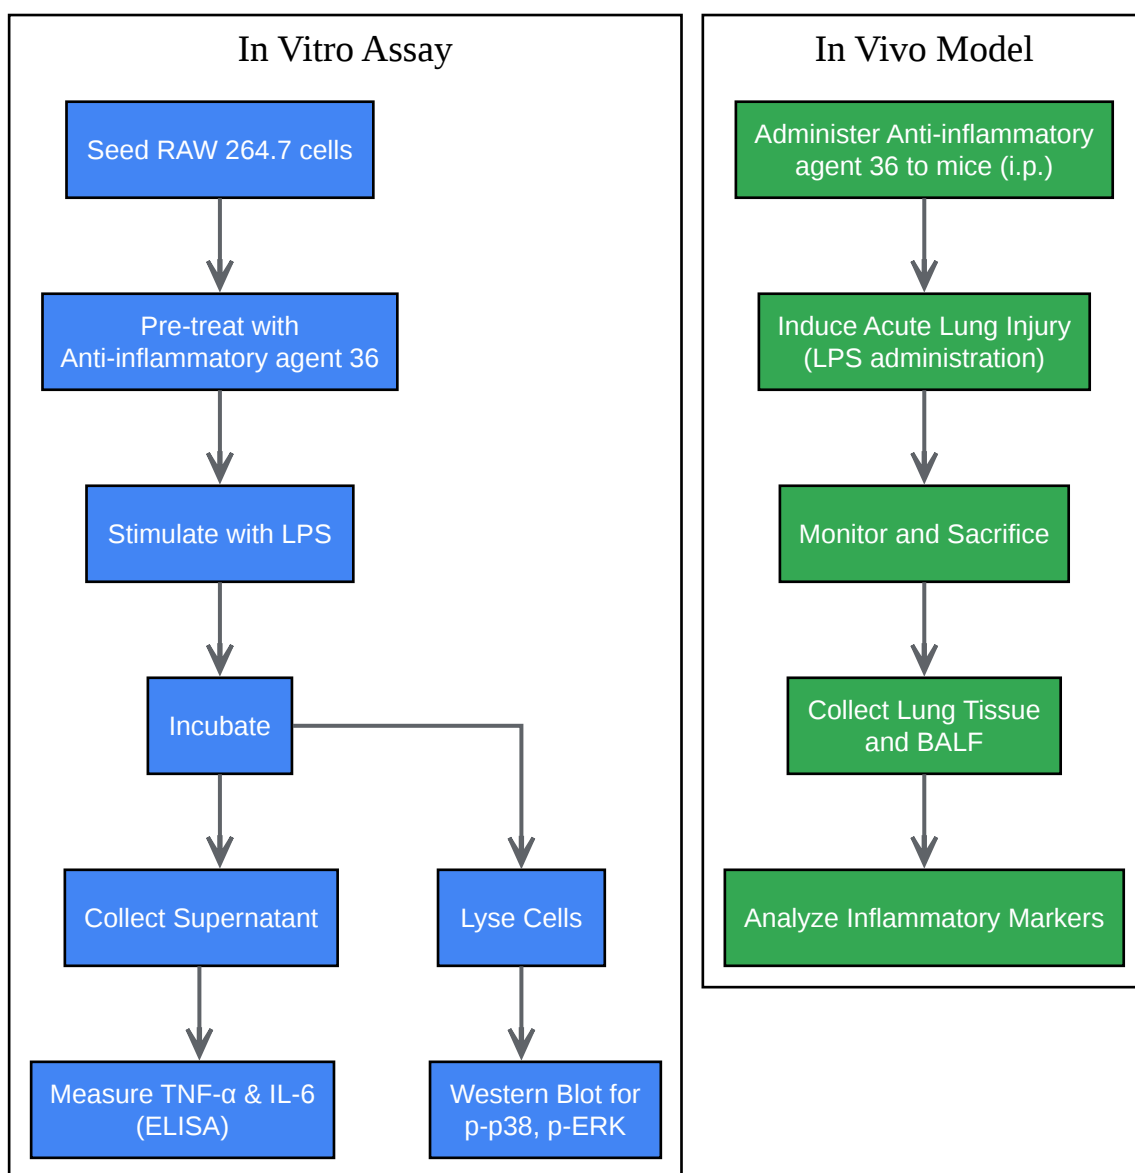 In Vitro Assay
Seed RAW 264.7 cells
Pre-treat with
Anti-inflammatory agent 36
Stimulate with LPS
Incubate
Collect Supernatant
Lyse Cells
Measure TNF-α & IL-6
(ELISA)
Western Blot for
p-p38, p-ERK
In Vivo Model
Administer Anti-inflammatory
agent 36 to mice (i.p.)
Induce Acute Lung Injury
(LPS administration)
Monitor and Sacrifice
Collect Lung Tissue
and BALF
Analyze Inflammatory Markers